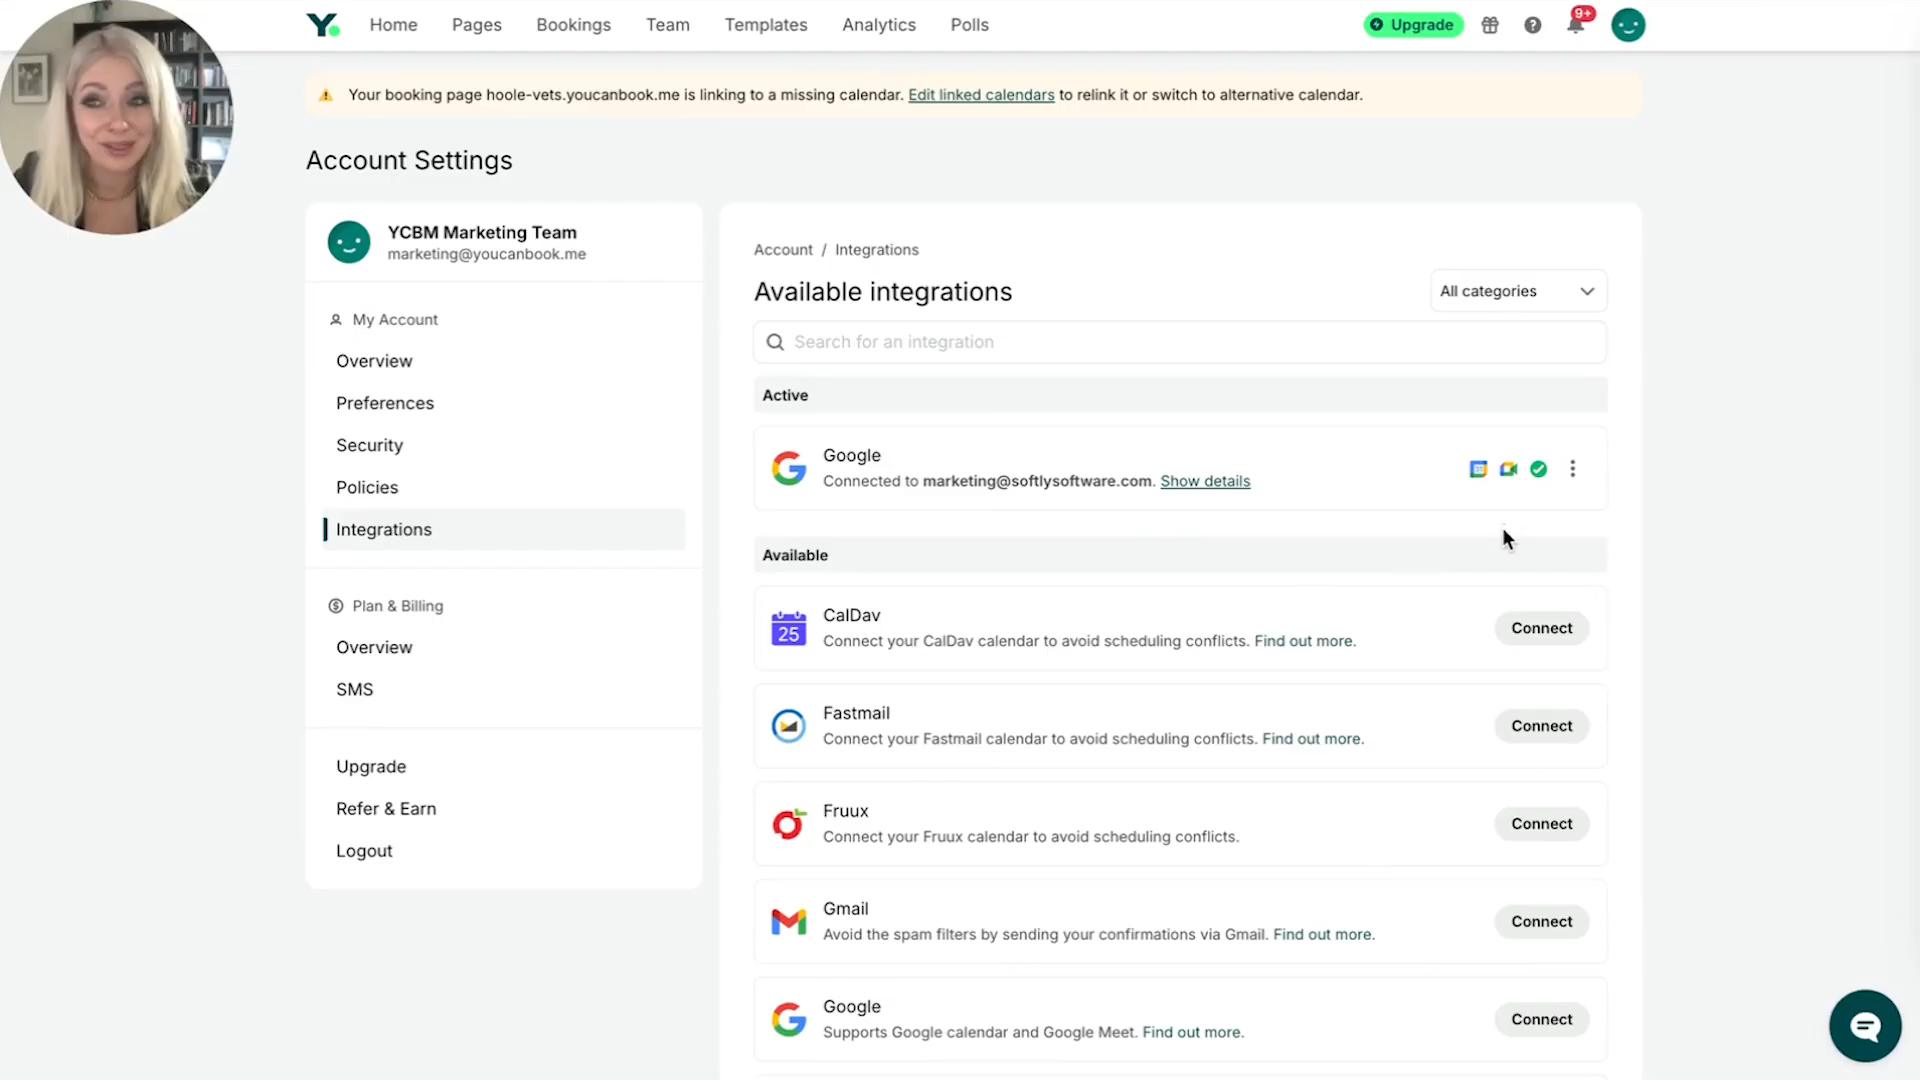 Y.
Home
Pages
Bookings
Team
Templates
Analytics
Polls
Upgrade
9+
Your booking page hoole-vets.youcanbook.me is linking to a missing calendar. Edit linked calendars to relink it or switch to alternative calendar.
Account Settings
YCBM Marketing Team
marketing@youcanbook.me
My Account
Overview
Preferences
Security
Policies
Integrations
Plan & Billing
Overview
SMS
Upgrade
Refer & Earn
Logout
Account / Integrations
Available integrations
All categories
Search for an integration
Active
Google
Connected to marketing@softlysoftware.com. Show details
Available
25
CalDav
Connect your CalDav calendar to avoid scheduling conflicts. Find out more.
Connect
Fastmail
Connect your Fastmail calendar to avoid scheduling conflicts. Find out more.
Connect
Fruux
Connect your Fruux calendar to avoid scheduling conflicts.
Connect
Gmail
Avoid the spam filters by sending your confirmations via Gmail. Find out more.
Connect
Google
Supports Google calendar and Google Meet. Find out more.
Connect